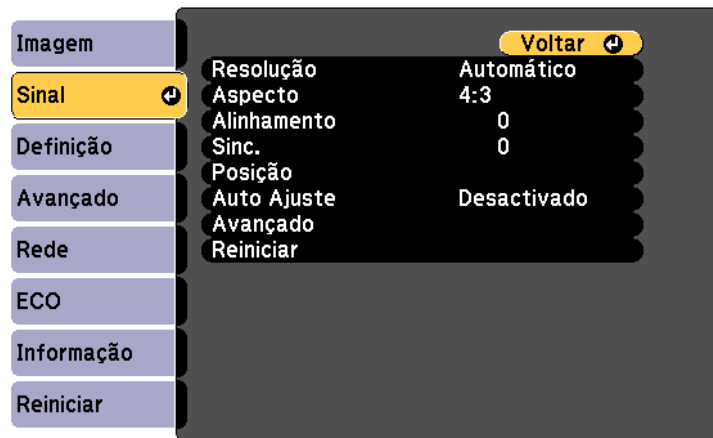 Imagem
Sinal
Definição
Avançado
Rede
ECO
Informação
Reiniciar
Voltar
Resolução Automático
Aspecto 4:3
Alinhamento 0
Sinc. 0
Posição
Auto Ajuste Desactivado
Avançado
Reiniciar